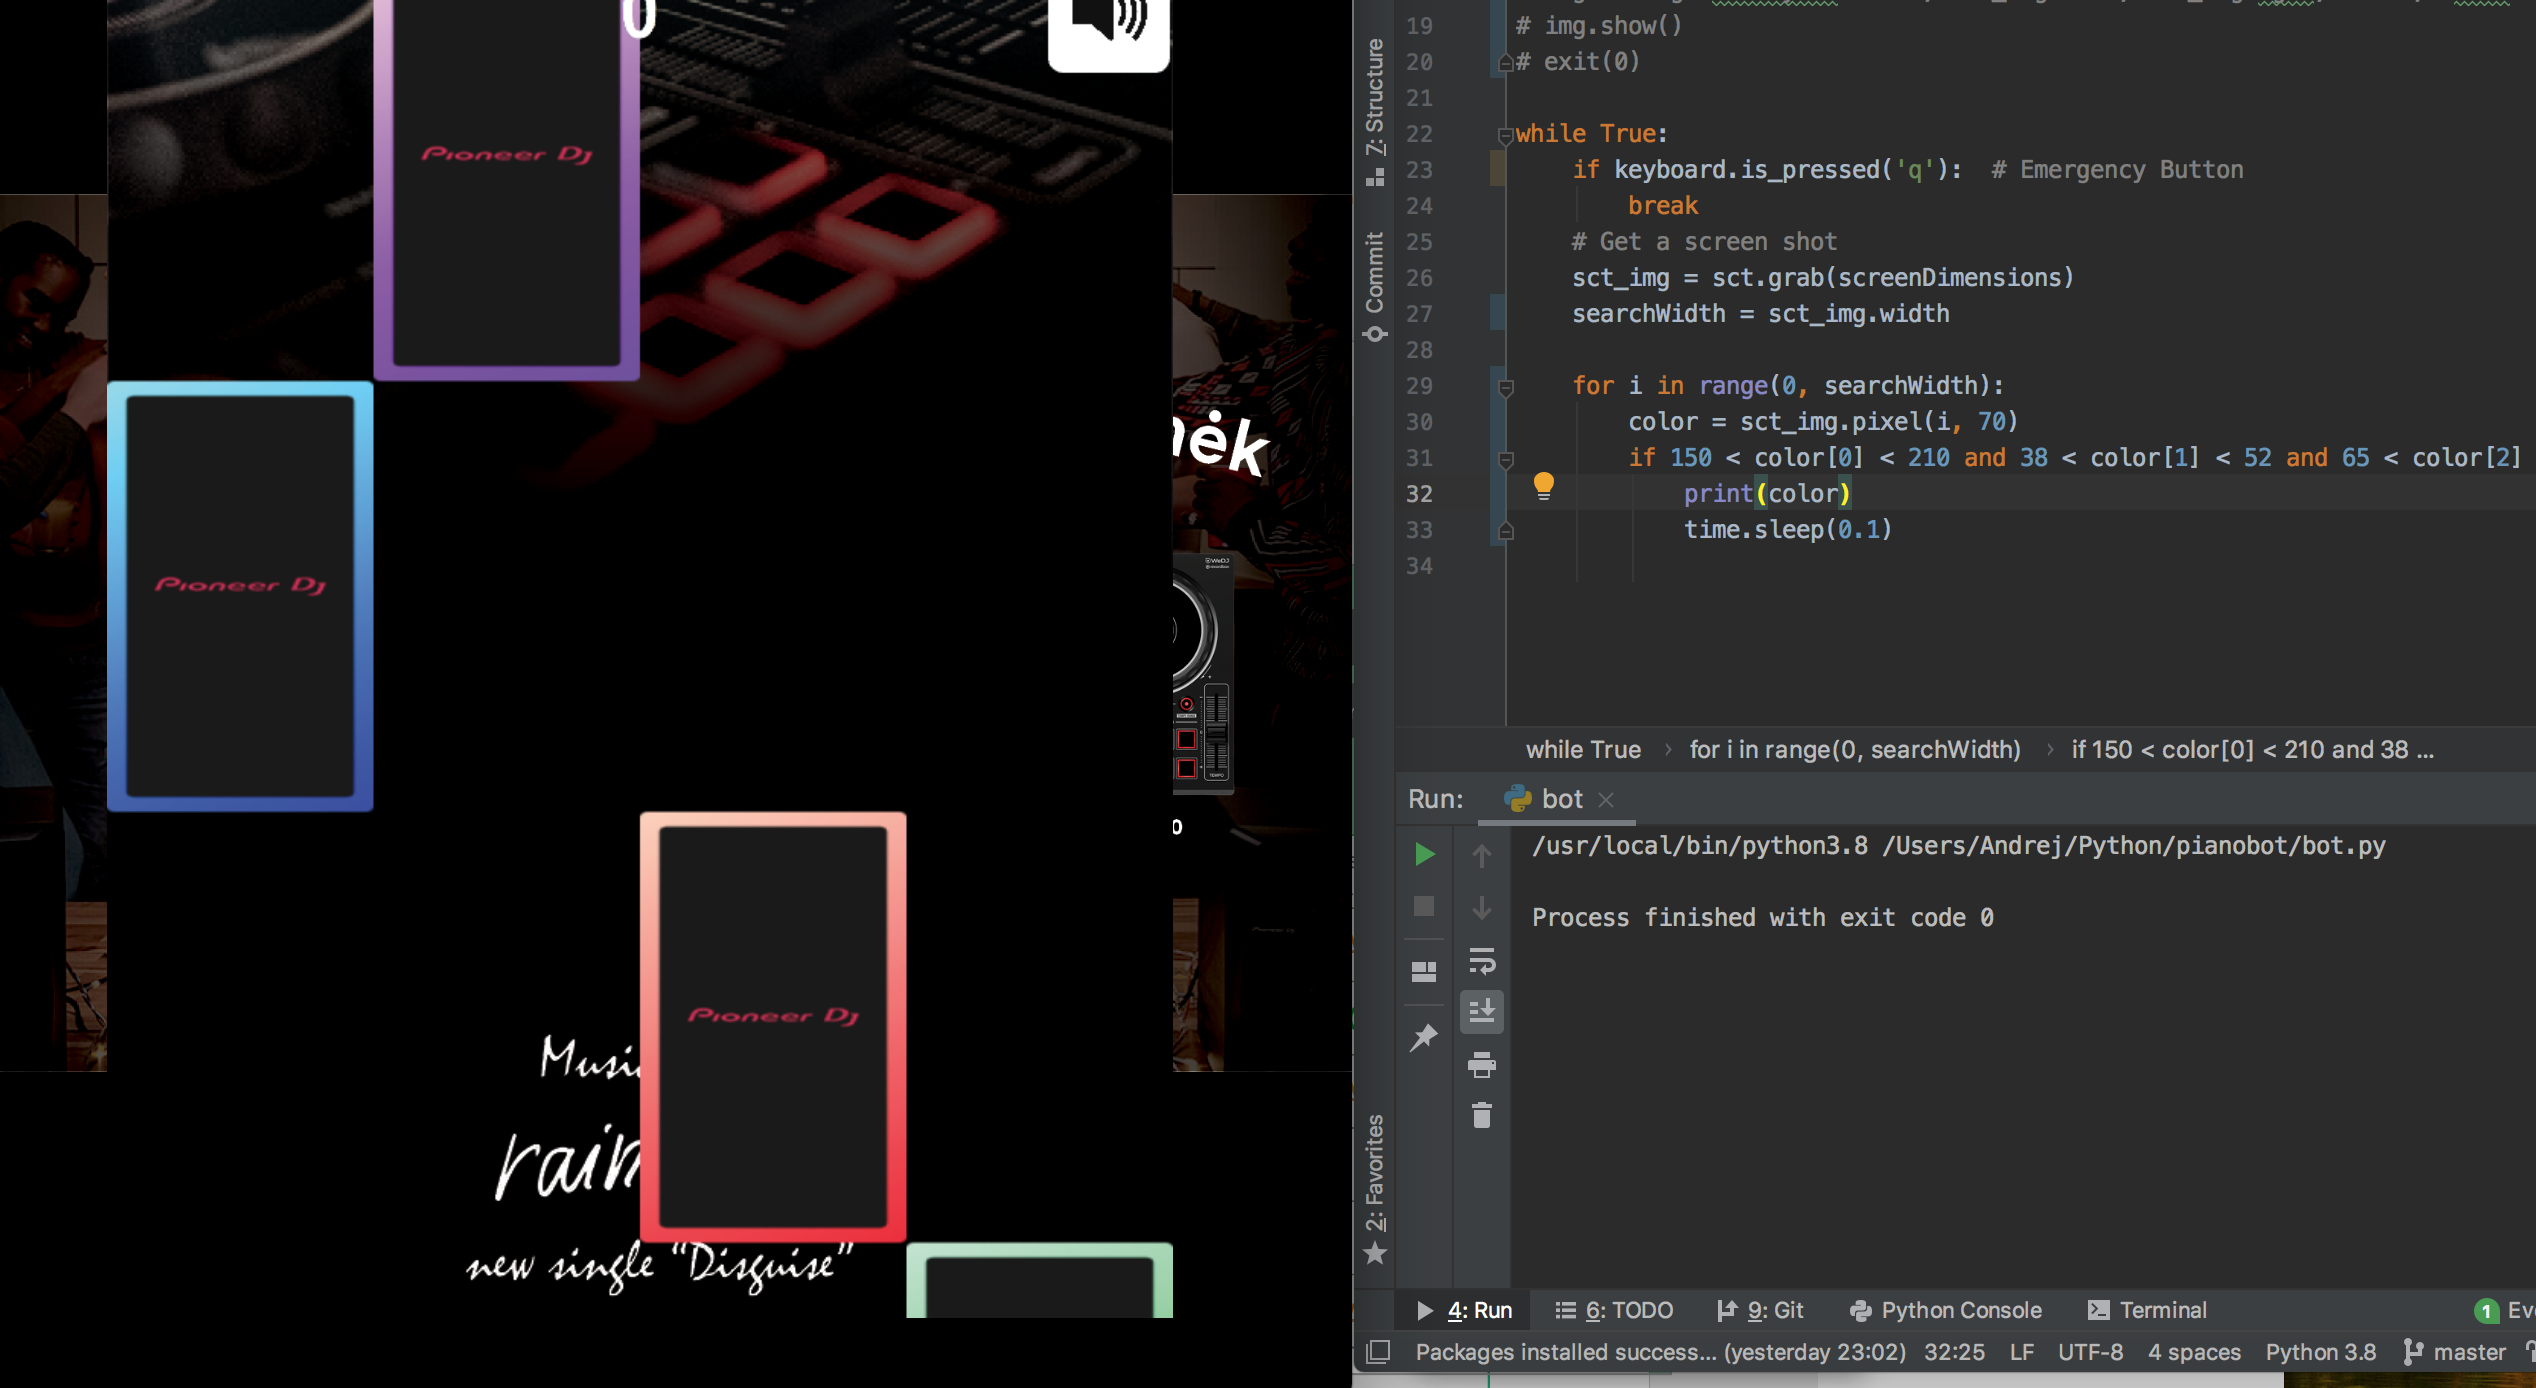 0
Pioneer Dj
nėk
Pioneer Dj
Pioneer Dj
new single “Disguise”
7: Structure
Commit
2: Favorites
19 # img.show()
20 # exit(0)
21
22 while True:
23 if keyboard.is_pressed('q'): # Emergency Button
24 break
25 # Get a screen shot
26 sct_img = sct.grab(screenDimensions)
27 searchWidth = sct_img.width
28
29 for i in range(0, searchWidth):
30 color = sct_img.pixel(i, 70)
31 if 150 < color[0] < 210 and 38 < color[1] < 52 and 65 < color[2]
32 print(color)
33 time.sleep(0.1)
34
while True › for i in range(0, searchWidth) › if 150 < color[0] < 210 and 38 ...
Run: bot
/usr/local/bin/python3.8 /Users/Andrej/Python/pianobot/bot.py
Process finished with exit code 0
4: Run 6: TODO 9: Git Python Console Terminal 1 Eve
Packages installed success... (yesterday 23:02) 32:25 LF UTF-8 4 spaces Python 3.8 master